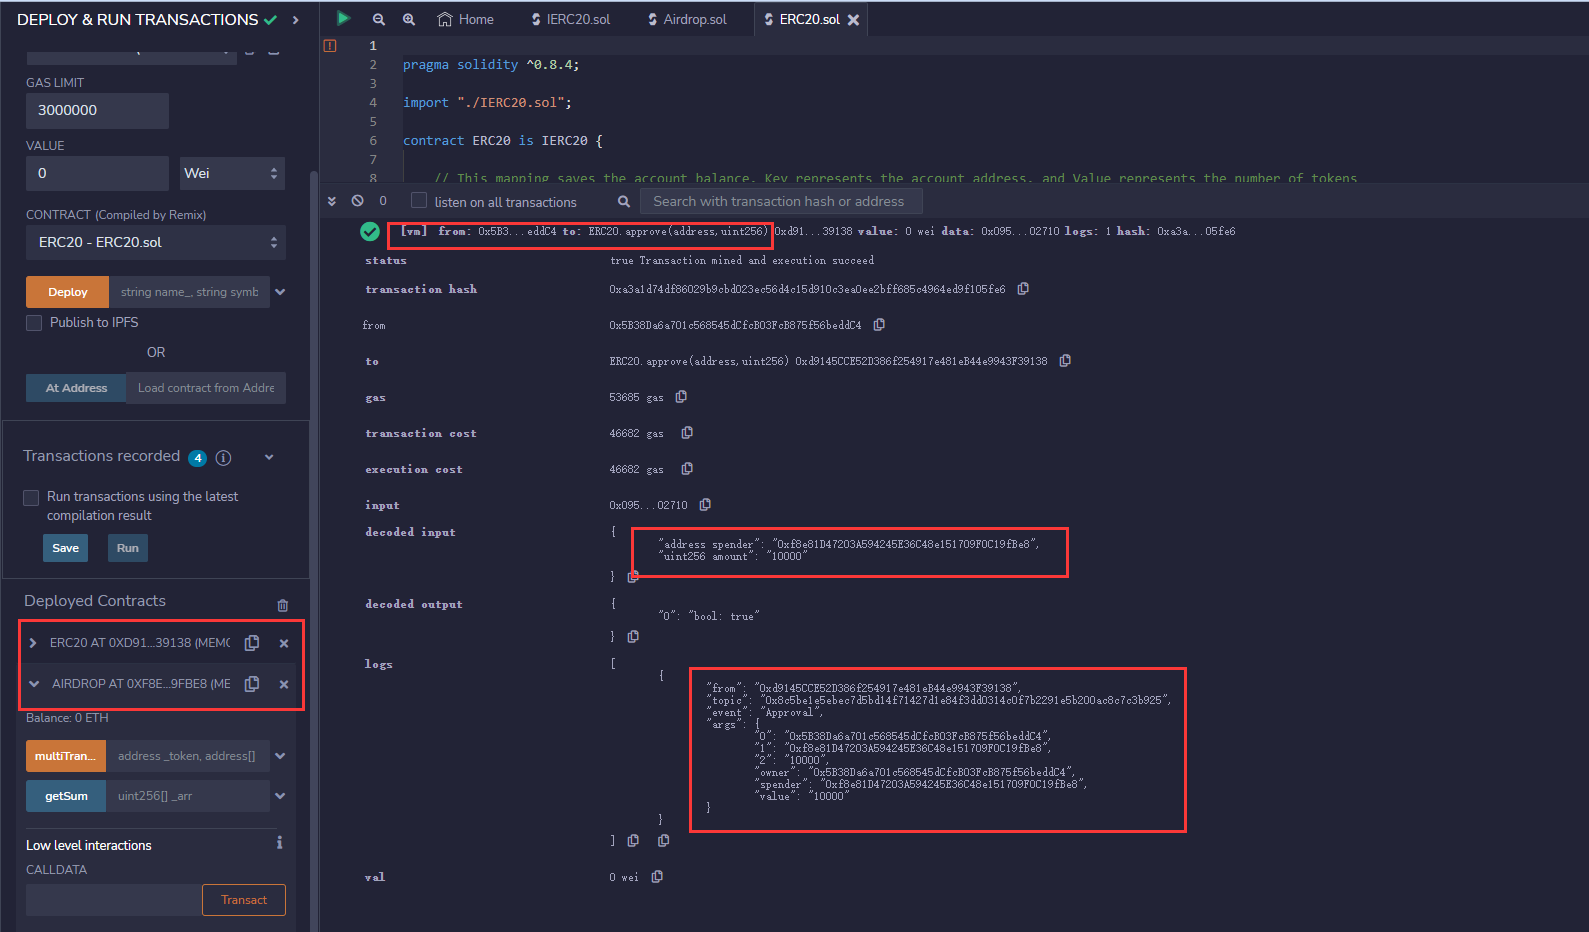 DEPLOY & RUN TRANSACTIONS
GAS LIMIT
3000000
VALUE
0
Wei
CONTRACT (Compiled by Remix)
ERC20 - ERC20.sol
Deploy
string name_, string symb
Publish to IPFS
OR
At Address
Load contract from Addre
Transactions recorded 4 i
Run transactions using the latest
compilation result
Save
Run
Deployed Contracts
ERC20 AT 0XD91...39138 (MEMO
AIRDROP AT 0XF8E...9FBE8 (ME
Balance: 0 ETH
multiTran...
address _token, address[]
getSum
uint256[] _arr
Low level interactions
i
CALLDATA
Transact
Home
IERC20.sol
Airdrop.sol
ERC20.sol
1
2 pragma solidity ^0.8.4;
3
4 import "./IERC20.sol";
5
6 contract ERC20 is IERC20 {
7
8 // This mapping saves the account balance. Key represents the account address, and Value represents the number of tokens
0
listen on all transactions
Search with transaction hash or address
[vm] from: 0x5B3...eddC4 to: ERC20.approve(address,uint256) 0xd91...39138 value: 0 wei data: 0x095...02710 logs: 1 hash: 0xa3a...05fe6
status true Transaction mined and execution succeed
transaction hash 0xa3a1d74df86029b9cbd023ec56d4c15d910c3ea0ee2bff685c4964ed9f105fe6
from 0x5B38Da6a701c568545dCfcB03FcB875f56beddC4
to ERC20.approve(address,uint256) 0xd9145CCE52D386f254917e481eB44e9943F39138
gas 53685 gas
transaction cost 46682 gas
execution cost 46682 gas
input 0x095...02710
decoded input {
"address spender": "0xf8e81D47203A594245E36C48e151709F0C19fBe8",
"uint256 amount": "10000"
}
decoded output {
"0": "bool: true"
}
logs [
{
"from": "0xd9145CCE52D386f254917e481eB44e9943F39138",
"topic": "0x8c5be1e5ebec7d5bd14f71427d1e84f3dd0314c0f7b2291e5b200ac8c7c3b925",
"event": "Approval",
"args": {
"0": "0x5B38Da6a701c568545dCfcB03FcB875f56beddC4",
"1": "0xf8e81D47203A594245E36C48e151709F0C19fBe8",
"2": "10000",
"owner": "0x5B38Da6a701c568545dCfcB03FcB875f56beddC4",
"spender": "0xf8e81D47203A594245E36C48e151709F0C19fBe8",
"value": "10000"
}
}
]
val 0 wei